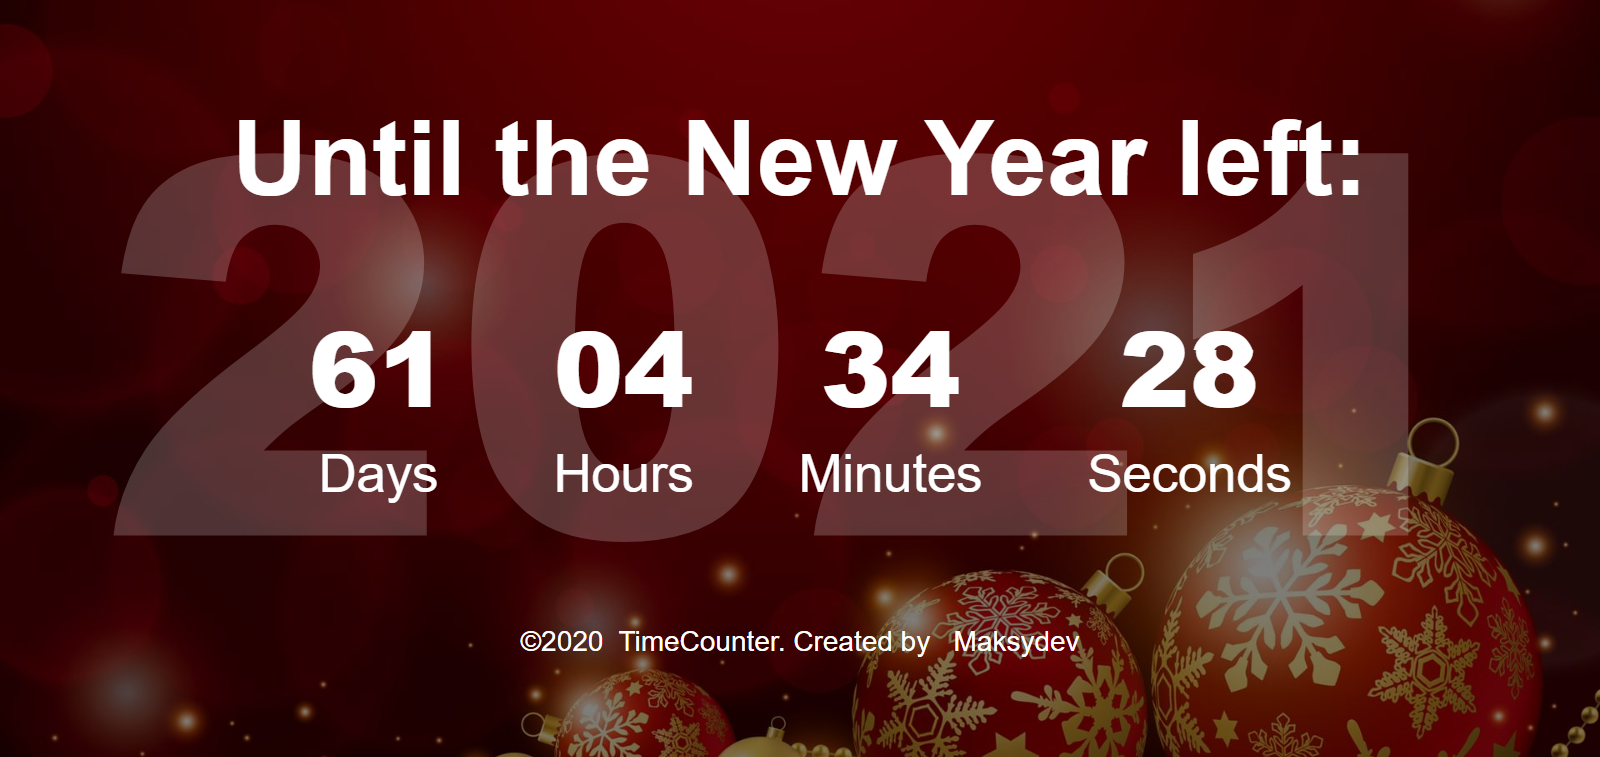 Until the New Year left:
2021
61 04 34 28
Days Hours Minutes Seconds
©2020 TimeCounter. Created by Maksydev